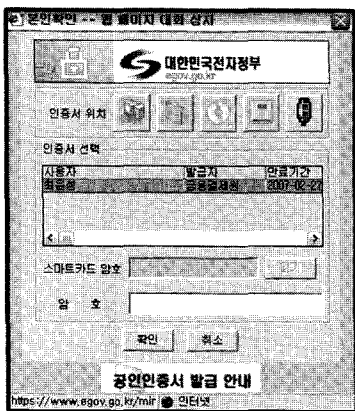 본인확인 -- 웹 페이지 대화 상자
대한민국전자정부
egov.go.kr
인증서 위치
인증서 선택
사용자 발급자 만료기간
금융결제원 2007-02-27
스마트카드 암호
암 호
확인 취소
공인인증서 발급 안내
https://www.egov.go.kr/mir 인터넷